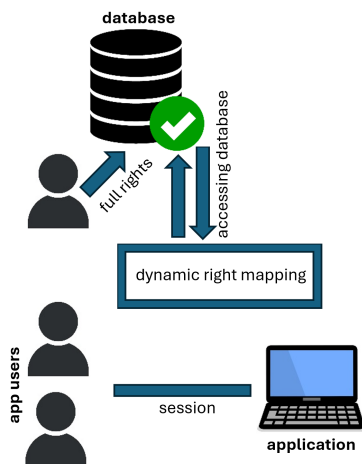 database
full rights
accessing database
dynamic right mapping
app users
session
application